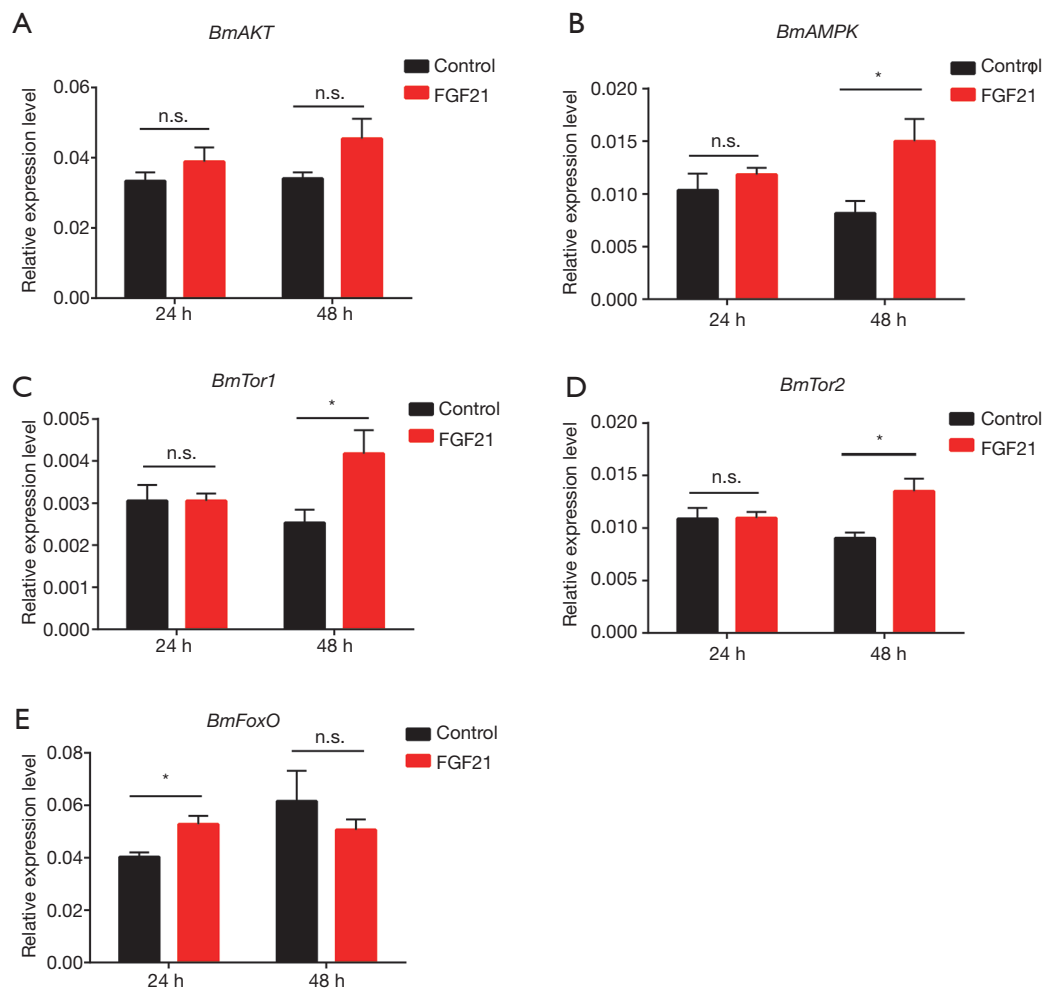 A
BmAKT
Control
FGF21
Relative expression level
0.06
0.04
0.02
0.00
n.s.
n.s.
24 h
48 h
B
BmAMPK
Contrφl
FGF21
Relative expression level
0.020
0.015
0.010
0.005
0.000
n.s.
*
24 h
48 h
C
BmTor1
Control
FGF21
Relative expression level
0.005
0.004
0.003
0.002
0.001
0.000
n.s.
*
24 h
48 h
D
BmTor2
Control
FGF21
Relative expression level
0.020
0.015
0.010
0.005
0.000
n.s.
*
24 h
48 h
E
BmFoxO
Control
FGF21
Relative expression level
0.08
0.06
0.04
0.02
0.00
*
n.s.
24 h
48 h